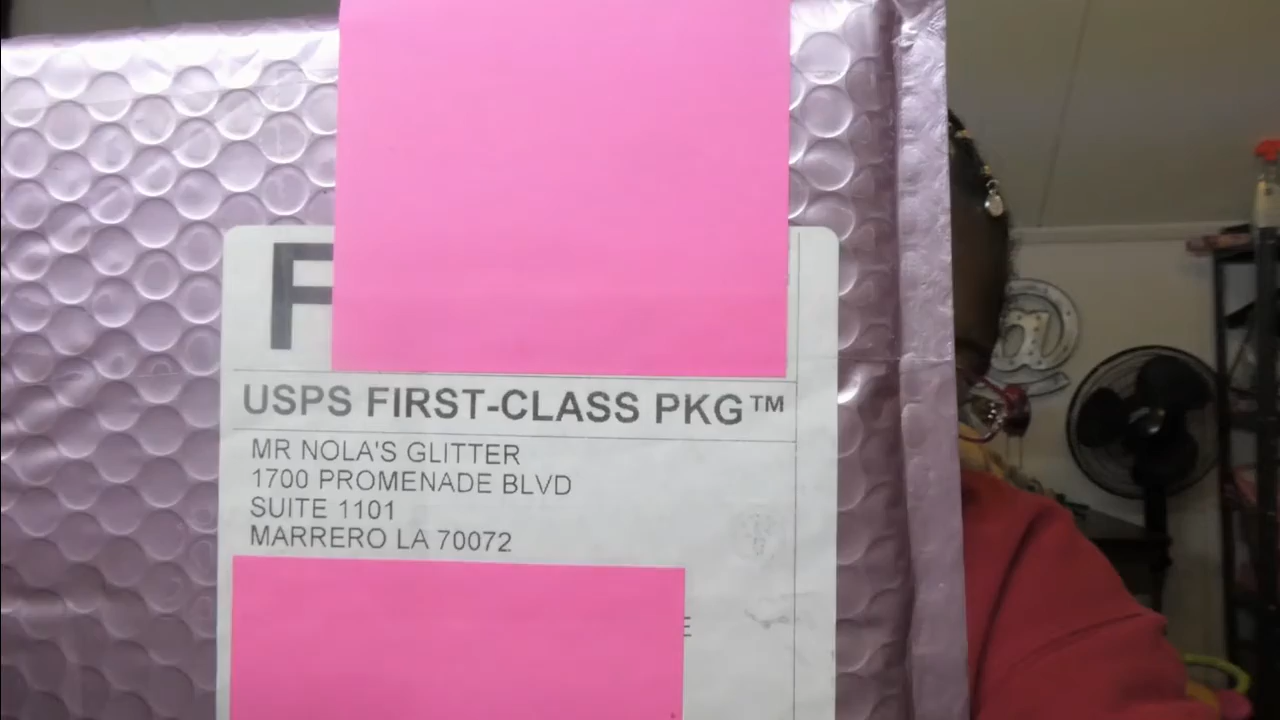 F
USPS FIRST-CLASS PKG™
MR NOLA'S GLITTER
1700 PROMENADE BLVD
SUITE 1101
MARRERO LA 70072
E
@